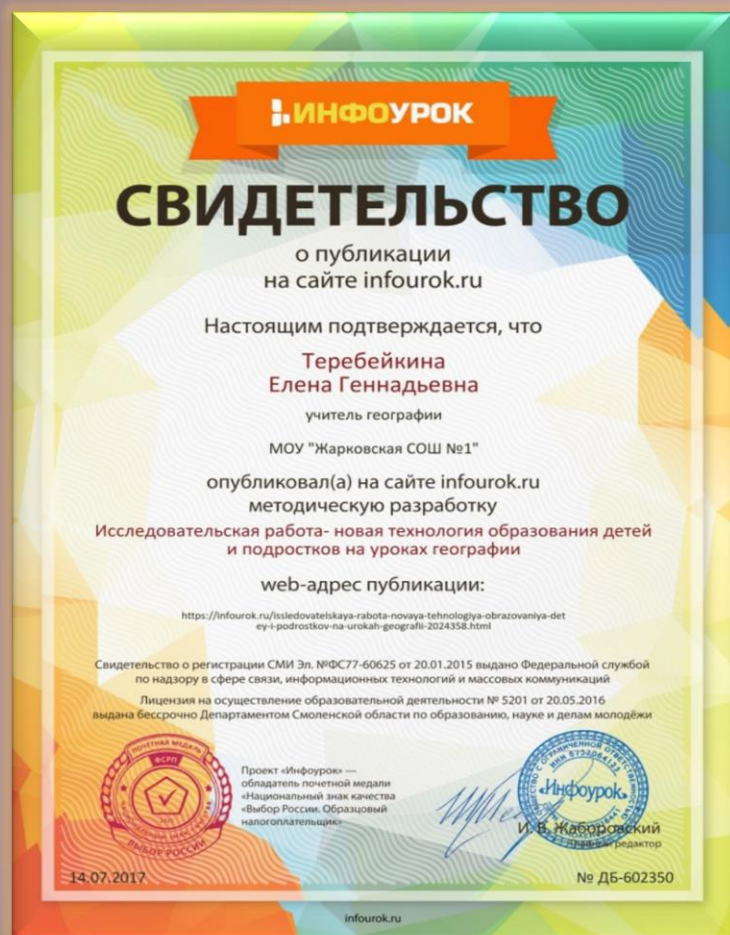 ИНФОУРОК
СВИДЕТЕЛЬСТВО
о публикации
на сайте infourok.ru
Настоящим подтверждается, что
Теребейкина
Елена Геннадьевна
учитель географии
МОУ "Жарковская СОШ №1"
опубликовал(а) на сайте infourok.ru
методическую разработку
Исследовательская работа- новая технология образования детей
и подростков на уроках географии
web-адрес публикации:
https://infourok.ru/issledovatelskaya-rabota-novaya-tehnologiya-obrazovaniya-det
ey-i-podrostkov-na-urokah-geografii-2024358.html
Свидетельство о регистрации СМИ Эл. №ФС77-60625 от 20.01.2015 выдано Федеральной службой
по надзору в сфере связи, информационных технологий и массовых коммуникаций
Лицензия на осуществление образовательной деятельности № 5201 от 20.05.2016
выдана бессрочно Департаментом Смоленской области по образованию, науке и делам молодёжи
ПОЧЕТНАЯ МЕДАЛЬ
ФСРП
ВЫБОР РОССИИ
Проект «Инфоурок» —
обладатель почетной медали
«Национальный знак качества
«Выбор России. Образцовый
налогоплательщик»
«Инфоурок»
И. В. Жаборовский
Главный редактор
14.07.2017
№ ДБ-602350
infourok.ru